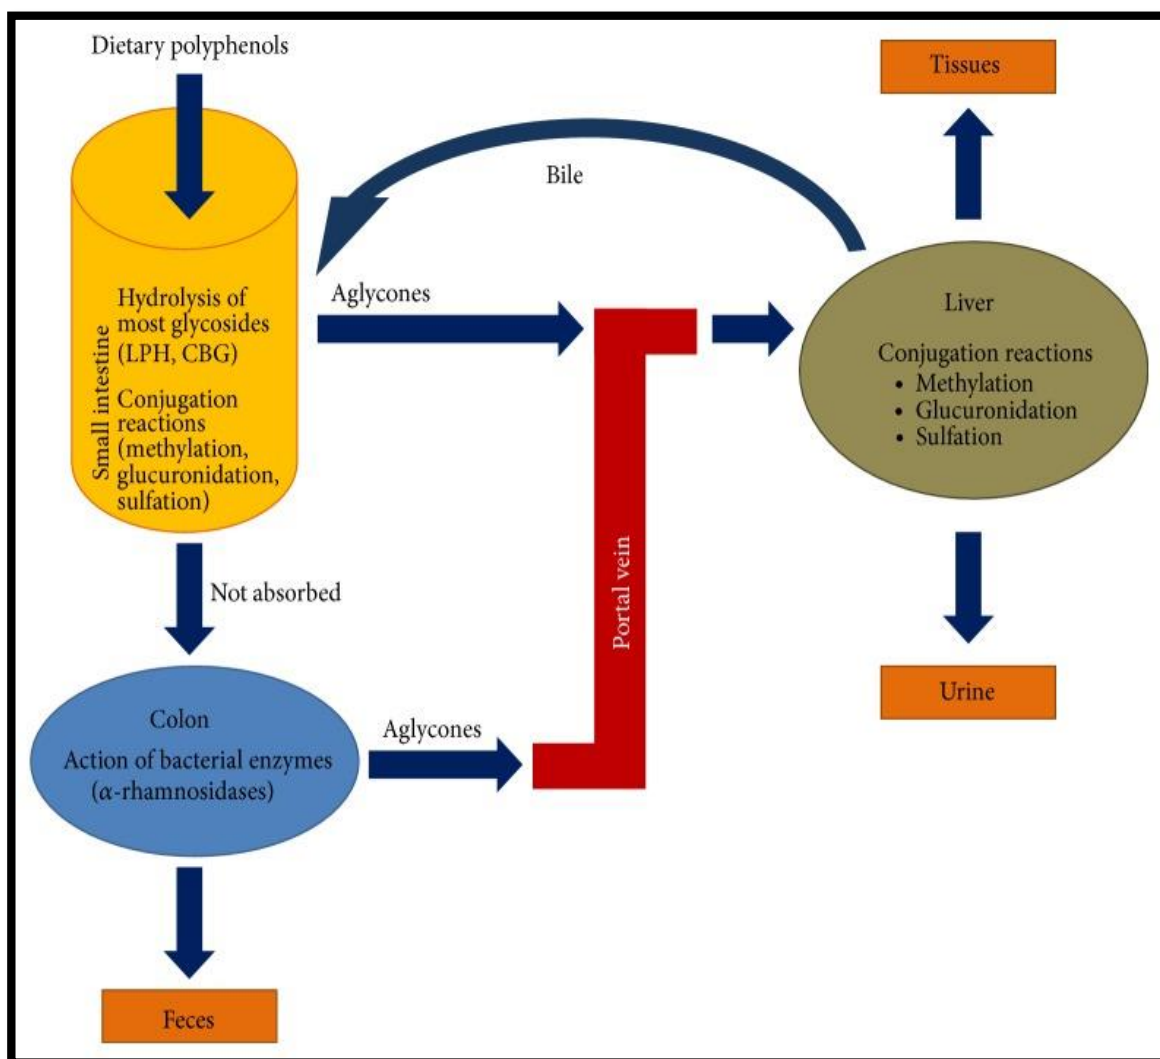 Dietary polyphenols
Tissues
Bile
Hydrolysis of
most glycosides
(LPH, CBG)
Conjugation
reactions
(methylation,
glucuronidation,
sulfation)
Small intestine
Aglycones
Liver
Conjugation reactions
• Methylation
• Glucuronidation
• Sulfation
Not absorbed
Portal vein
Colon
Action of bacterial enzymes
(α-rhamnosidases)
Aglycones
Urine
Feces